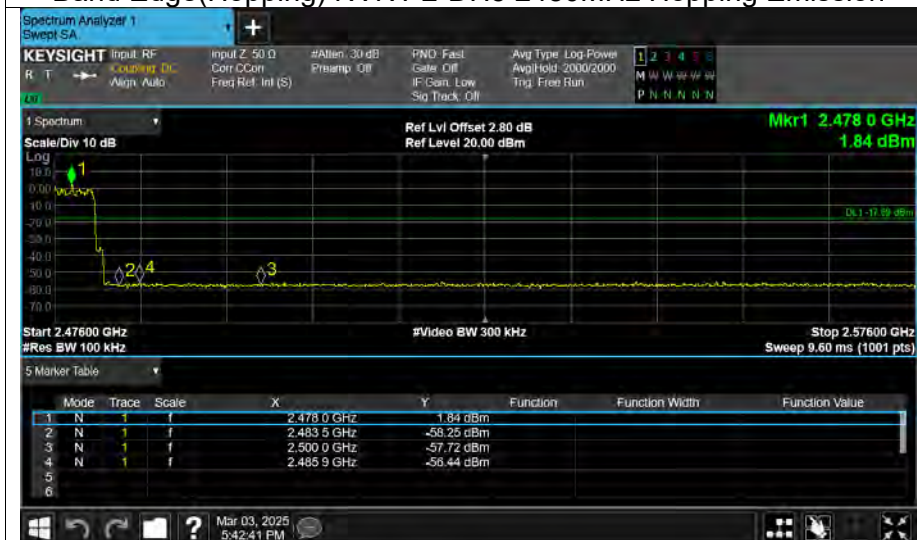 Spectrum Analyzer 1
Swept SA
+
KEYSIGHT Input: RF Input Z: 50 Ω #Atten: 30 dB PNO: Fast Avg Type: Log-Power 1 2 3 4 5 6
R T Coupling: DC Corr CCorr Preamp: Off Gate: Off Avg|Hold: 2000/2000 M W W W W W
Align: Auto Freq Ref: Int (S) IF Gain: Low Trig: Free Run
Sig Track: Off P N N N N N
1 Spectrum Ref Lvl Offset 2.80 dB Mkr1 2.478 0 GHz
Scale/Div 10 dB Ref Level 20.00 dBm 1.84 dBm
Log
10.0
1
0.00
-10.0
DL1 -17.89 dBm
-20.0
-30.0
-40.0
-50.0
2 4 3
-60.0
-70.0
Start 2.47600 GHz #Video BW 300 kHz Stop 2.57600 GHz
#Res BW 100 kHz Sweep 9.60 ms (1001 pts)
5 Marker Table
Mode Trace Scale X Y Function Function Width Function Value
1 N 1 f 2.478 0 GHz 1.84 dBm
2 N 1 f 2.483 5 GHz -58.25 dBm
3 N 1 f 2.500 0 GHz -57.72 dBm
4 N 1 f 2.485 9 GHz -56.44 dBm
5
6
? Mar 03, 2025
5:42:41 PM